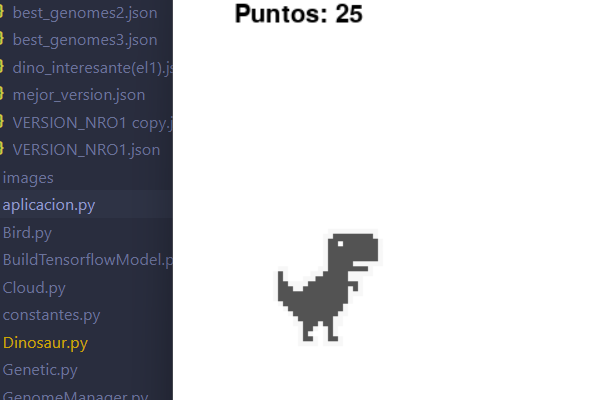 best_genomes2.json
best_genomes3.json
dino_interesante(el1).js
mejor_version.json
VERSION_NRO1 copy.j
VERSION_NRO1.json
images
aplicacion.py
Bird.py
BuildTensorflowModel.p
Cloud.py
constantes.py
Dinosaur.py
Genetic.py
GenomeManager.py
Puntos: 25